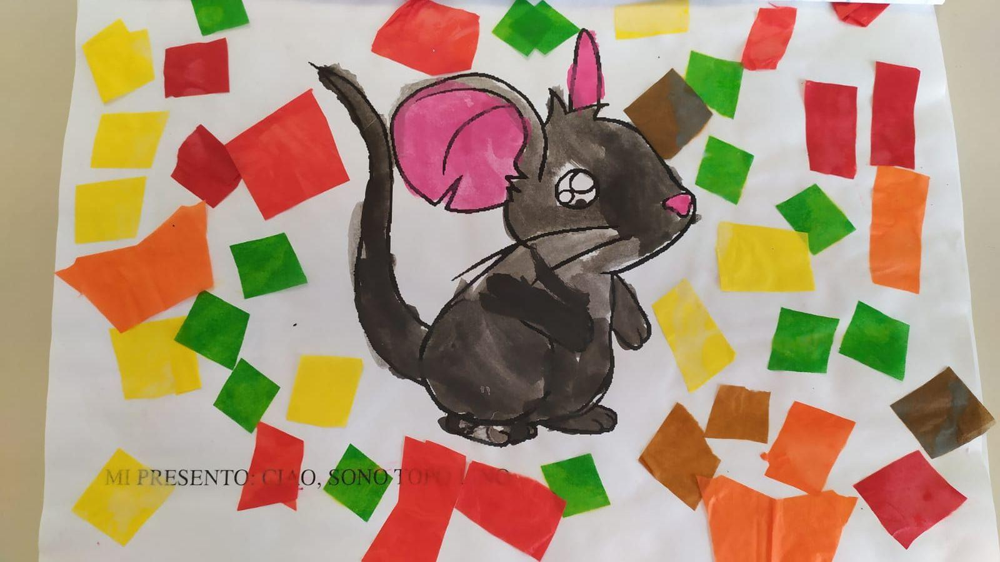 MI PRESENTO: CIAO, SONO TOPO